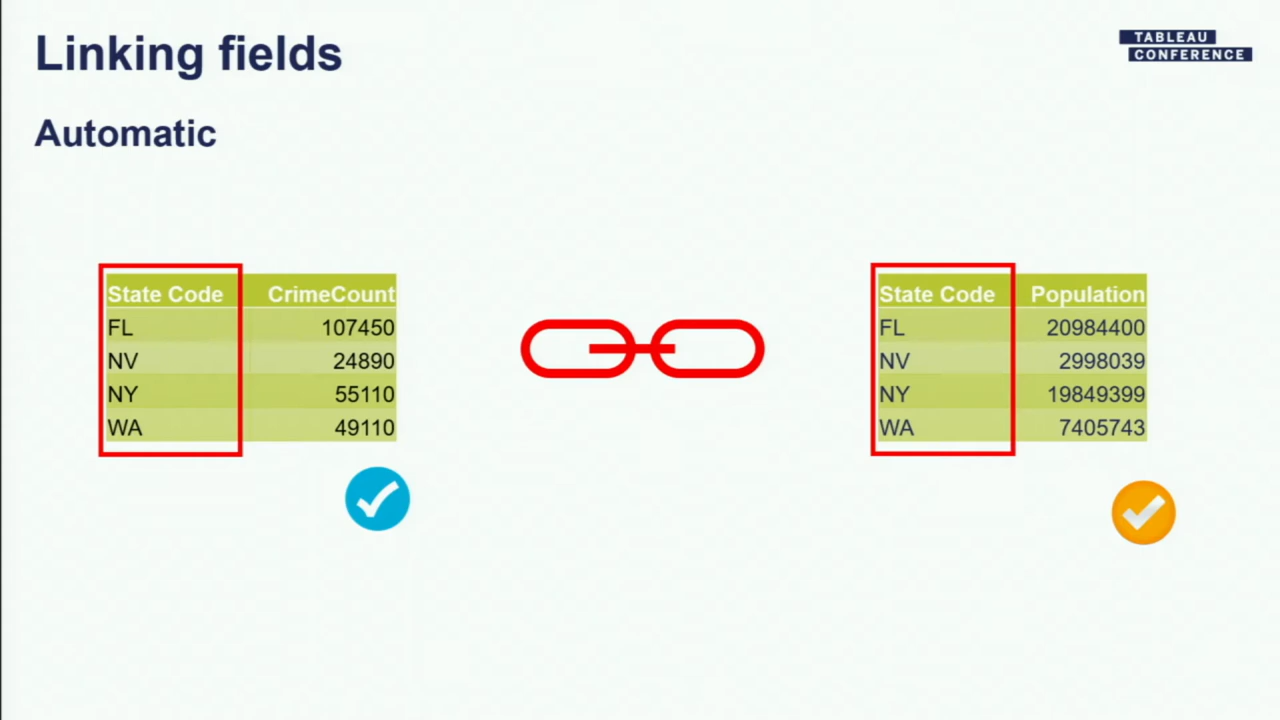 Linking fields
TABLEAU
CONFERENCE
Automatic
State Code CrimeCount
FL 107450
NV 24890
NY 55110
WA 49110
State Code Population
FL 20984400
NV 2998039
NY 19849399
WA 7405743